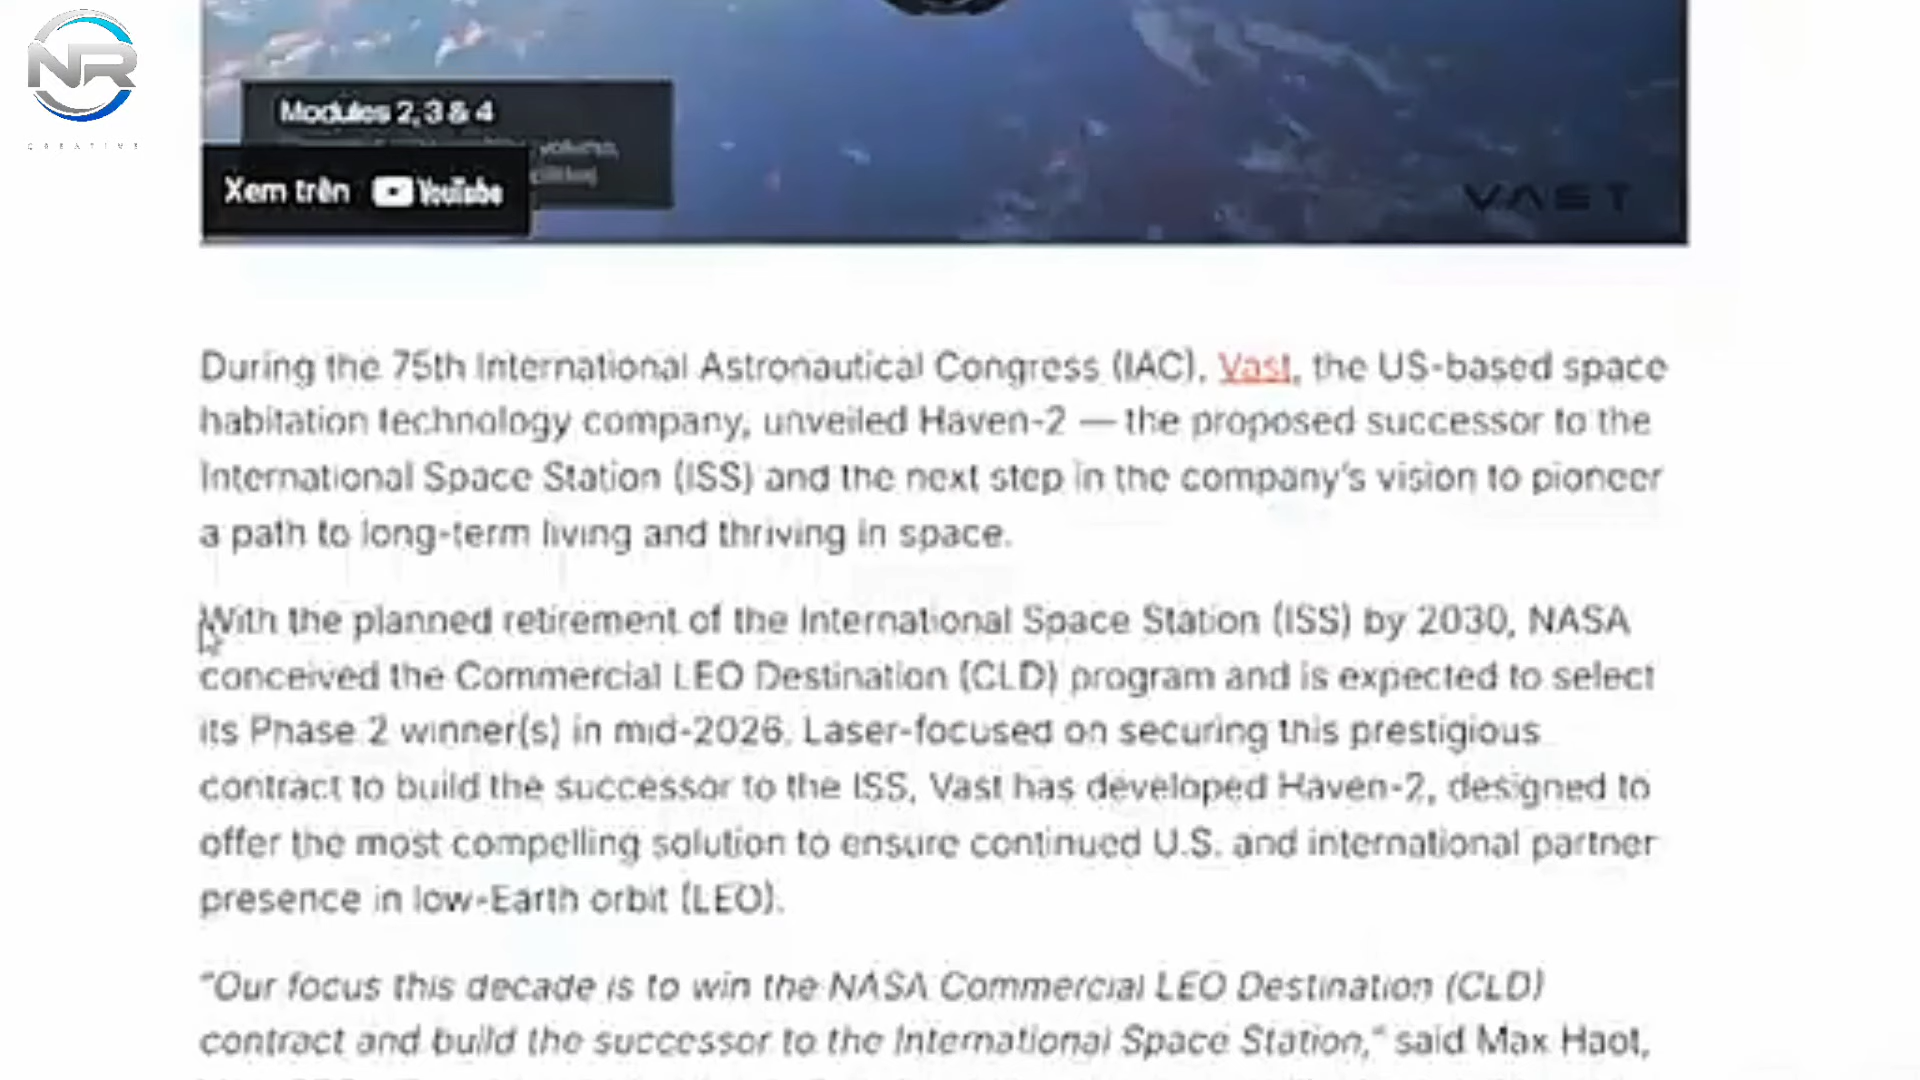 NR
CREATIVE
Modules 2, 3 & 4
volume,
Xem trên YouTube
VAST
During the 75th International Astronautical Congress (IAC), Vast, the US-based space
habitation technology company, unveiled Haven-2 — the proposed successor to the
International Space Station (ISS) and the next step in the company's vision to pioneer
a path to long-term living and thriving in space.
With the planned retirement of the International Space Station (ISS) by 2030, NASA
conceived the Commercial LEO Destination (CLD) program and is expected to select
its Phase 2 winner(s) in mid-2026. Laser-focused on securing this prestigious
contract to build the successor to the ISS, Vast has developed Haven-2, designed to
offer the most compelling solution to ensure continued U.S. and international partner
presence in low-Earth orbit (LEO).
"Our focus this decade is to win the NASA Commercial LEO Destination (CLD)
contract and build the successor to the International Space Station," said Max Haot,